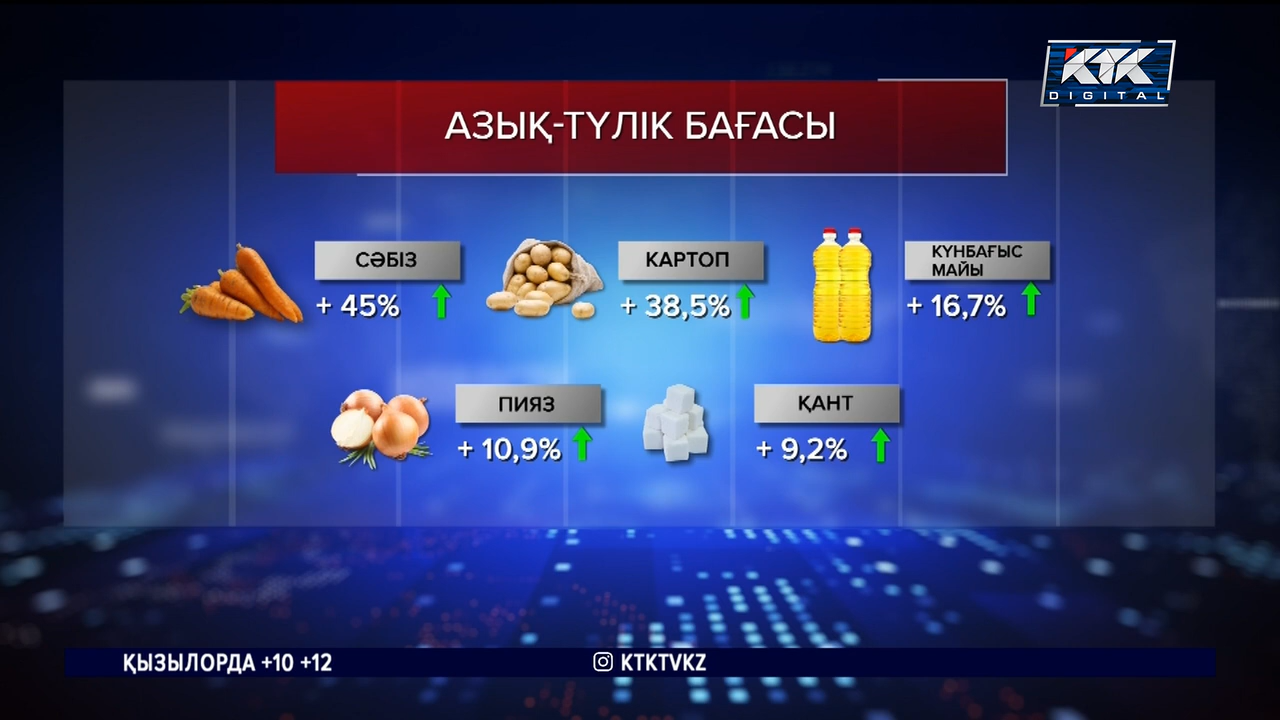 КТК
DIGITAL
АЗЫҚ-ТҮЛІК БАҒАСЫ
СӘБІЗ
+ 45%
КАРТОП
+ 38,5%
КҮНБАҒЫС
МАЙЫ
+ 16,7%
ПИЯЗ
+ 10,9%
ҚАНТ
+ 9,2%
ҚЫЗЫЛОРДА +10 +12
KTKTVKZ